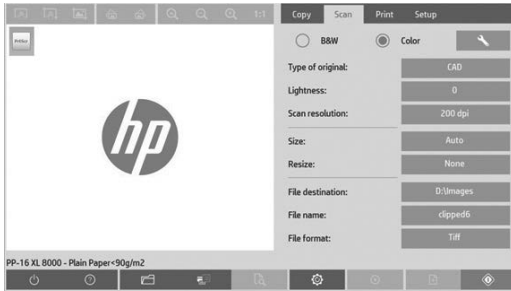 1:1
Copy Scan Print Setup
B&W Color
Type of original: CAD
Lightness: 0
Scan resolution: 200 dpi
Size: Auto
Resize: None
File destination: D:\Images
File name: clipped6
File format: Tiff
hp
PP-16 XL 8000 - Plain Paper<90g/m2